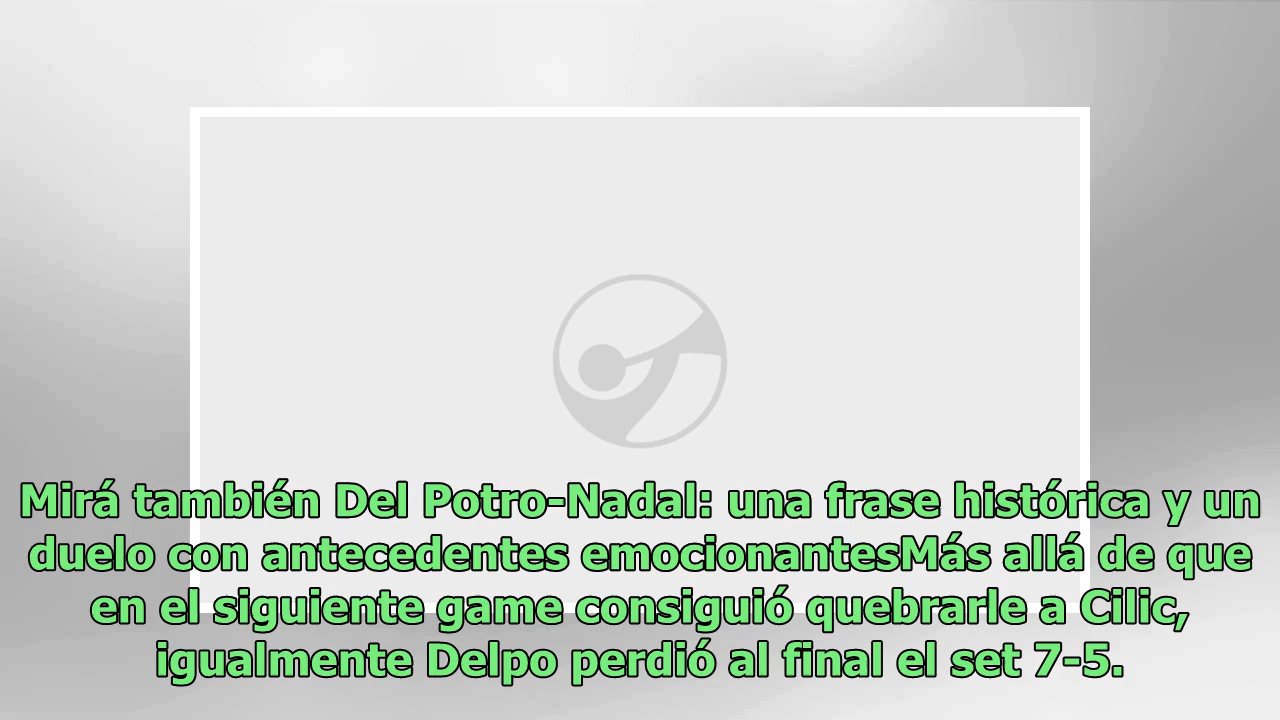 Mirá también Del Potro-Nadal: una frase histórica y un
duelo con antecedentes emocionantesMás allá de que
en el siguiente game consiguió quebrarle a Cilic,
igualmente Delpo perdió al final el set 7-5.